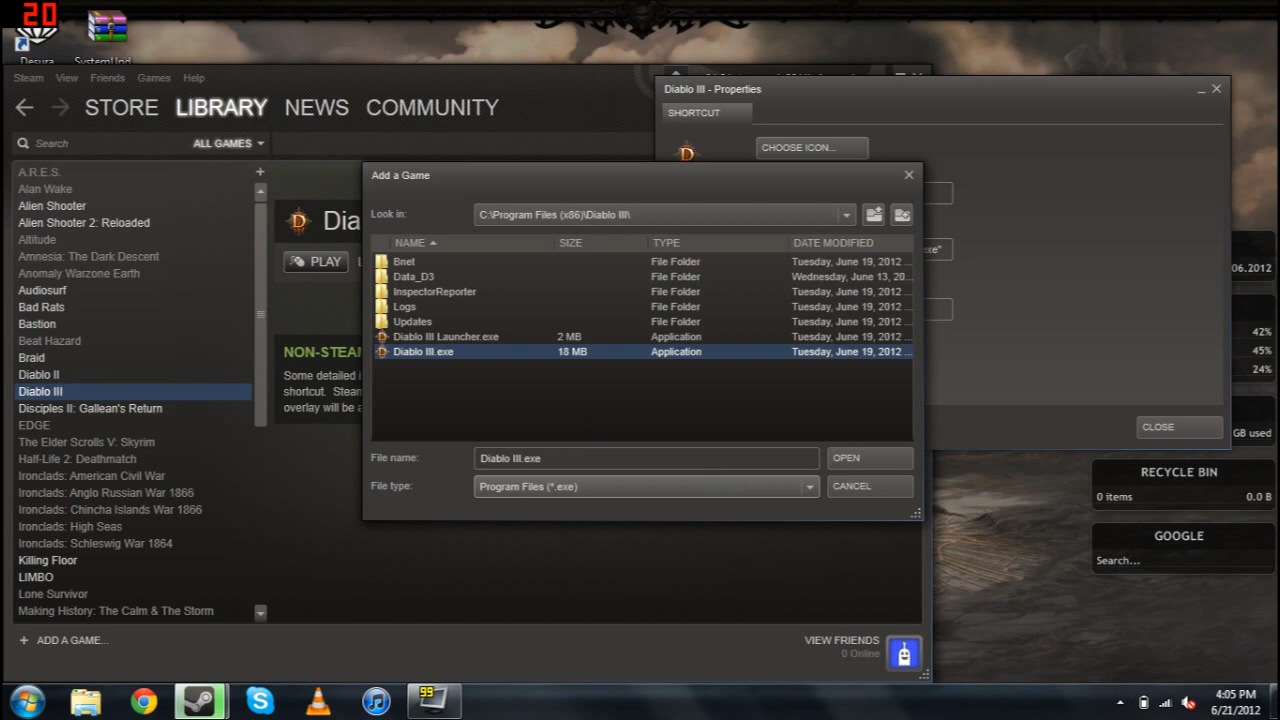 20
Desura
Steam View Friends Games Help
STORE LIBRARY NEWS COMMUNITY
Search ALL GAMES
A.R.E.S. +
Alan Wake
Alien Shooter
Alien Shooter 2: Reloaded
Altitude
Amnesia: The Dark Descent
Anomaly Warzone Earth
Audiosurf
Bad Rats
Bastion
Beat Hazard
Braid
Diablo II
Diablo III
Disciples II: Gallean's Return
EDGE
The Elder Scrolls V: Skyrim
Half-Life 2: Deathmatch
Ironclads: American Civil War
Ironclads: Anglo Russian War 1866
Ironclads: Chincha Islands War 1866
Ironclads: High Seas
Ironclads: Schleswig War 1864
Killing Floor
LIMBO
Lone Survivor
Making History: The Calm & The Storm
+ ADD A GAME...
Dia
PLAY
NON-STEA
Some detailed i
shortcut. Steam
overlay will be a
VIEW FRIENDS
0 Online
Diablo III - Properties
SHORTCUT
CHOOSE ICON...
xe"
CLOSE
Add a Game
Look in: C:\Program Files (x86)\Diablo III\
NAME SIZE TYPE DATE MODIFIED
Bnet File Folder Tuesday, June 19, 2012 ...
Data_D3 File Folder Wednesday, June 13, 20...
InspectorReporter File Folder Tuesday, June 19, 2012 ...
Logs File Folder Tuesday, June 19, 2012 ...
Updates File Folder Tuesday, June 19, 2012 ...
Diablo III Launcher.exe 2 MB Application Tuesday, June 19, 2012 ...
Diablo III.exe 18 MB Application Tuesday, June 19, 2012 ...
File name: Diablo III.exe OPEN
File type: Program Files (*.exe) CANCEL
06.2012
42%
45%
24%
GB used
RECYCLE BIN
0 items 0.0 B
GOOGLE
Search...
99
4:05 PM
6/21/2012